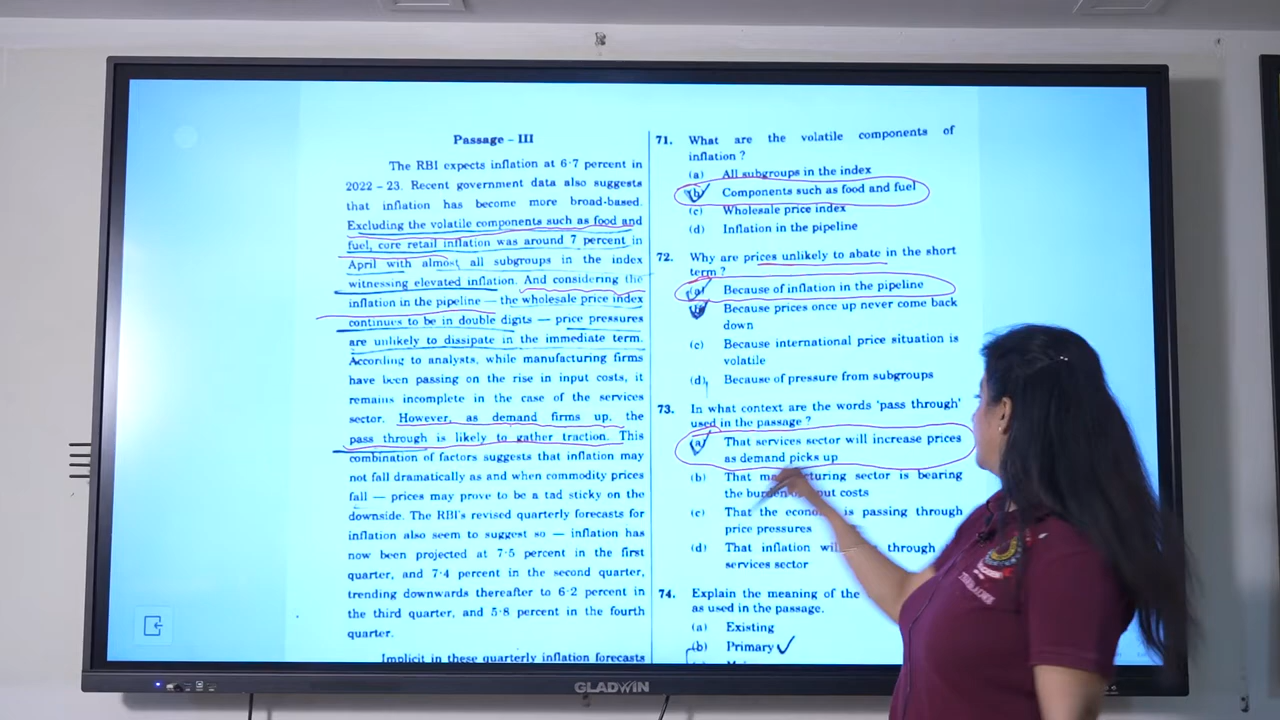 Passage – III
The RBI expects inflation at 6·7 percent in
2022 – 23. Recent government data also suggests
that inflation has become more broad-based.
Excluding the volatile components such as food and
fuel, core retail inflation was around 7 percent in
April with almost all subgroups in the index
witnessing elevated inflation. And considering the
inflation in the pipeline — the wholesale price index
continues to be in double digits — price pressures
are unlikely to dissipate in the immediate term.
According to analysts, while manufacturing firms
have been passing on the rise in input costs, it
remains incomplete in the case of the services
sector. However, as demand firms up, the
pass through is likely to gather traction. This
combination of factors suggests that inflation may
not fall dramatically as and when commodity prices
fall — prices may prove to be a tad sticky on the
downside. The RBI's revised quarterly forecasts for
inflation also seem to suggest so — inflation has
now been projected at 7·5 percent in the first
quarter, and 7·4 percent in the second quarter,
trending downwards thereafter to 6·2 percent in
the third quarter, and 5·8 percent in the fourth
quarter.
Implicit in these quarterly inflation forecasts
71. What are the volatile components of
inflation ?
(a) All subgroups in the index
(b) Components such as food and fuel
(c) Wholesale price index
(d) Inflation in the pipeline
72. Why are prices unlikely to abate in the short
term ?
(a) Because of inflation in the pipeline
Because prices once up never come back
down
(c) Because international price situation is
volatile
(d) Because of pressure from subgroups
73. In what context are the words 'pass through'
used in the passage ?
(a) That services sector will increase prices
as demand picks up
(b) That manufacturing sector is bearing
the burden of input costs
(c) That the economy is passing through
price pressures
(d) That inflation will through
services sector
74. Explain the meaning of the
as used in the passage.
(a) Existing
(b) Primary
GLADWIN